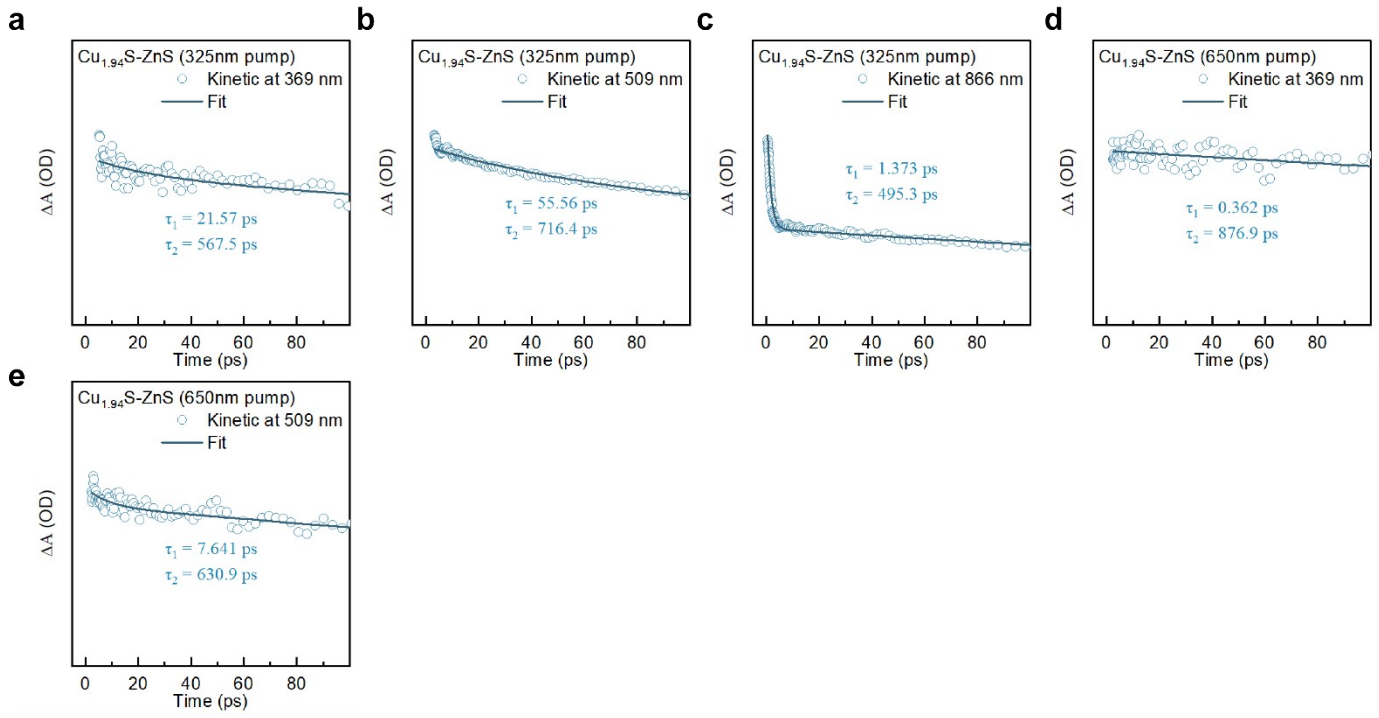 a
Cu1.94S-ZnS (325nm pump)
Kinetic at 369 nm
Fit
τ1 = 21.57 ps
τ2 = 567.5 ps
ΔA (OD)
0 20 40 60 80
Time (ps)
b
Cu1.94S-ZnS (325nm pump)
Kinetic at 509 nm
Fit
τ1 = 55.56 ps
τ2 = 716.4 ps
ΔA (OD)
0 20 40 60 80
Time (ps)
c
Cu1.94S-ZnS (325nm pump)
Kinetic at 866 nm
Fit
τ1 = 1.373 ps
τ2 = 495.3 ps
ΔA (OD)
0 20 40 60 80
Time (ps)
d
Cu1.94S-ZnS (650nm pump)
Kinetic at 369 nm
Fit
τ1 = 0.362 ps
τ2 = 876.9 ps
ΔA (OD)
0 20 40 60 80
Time (ps)
e
Cu1.94S-ZnS (650nm pump)
Kinetic at 509 nm
Fit
τ1 = 7.641 ps
τ2 = 630.9 ps
ΔA (OD)
0 20 40 60 80
Time (ps)